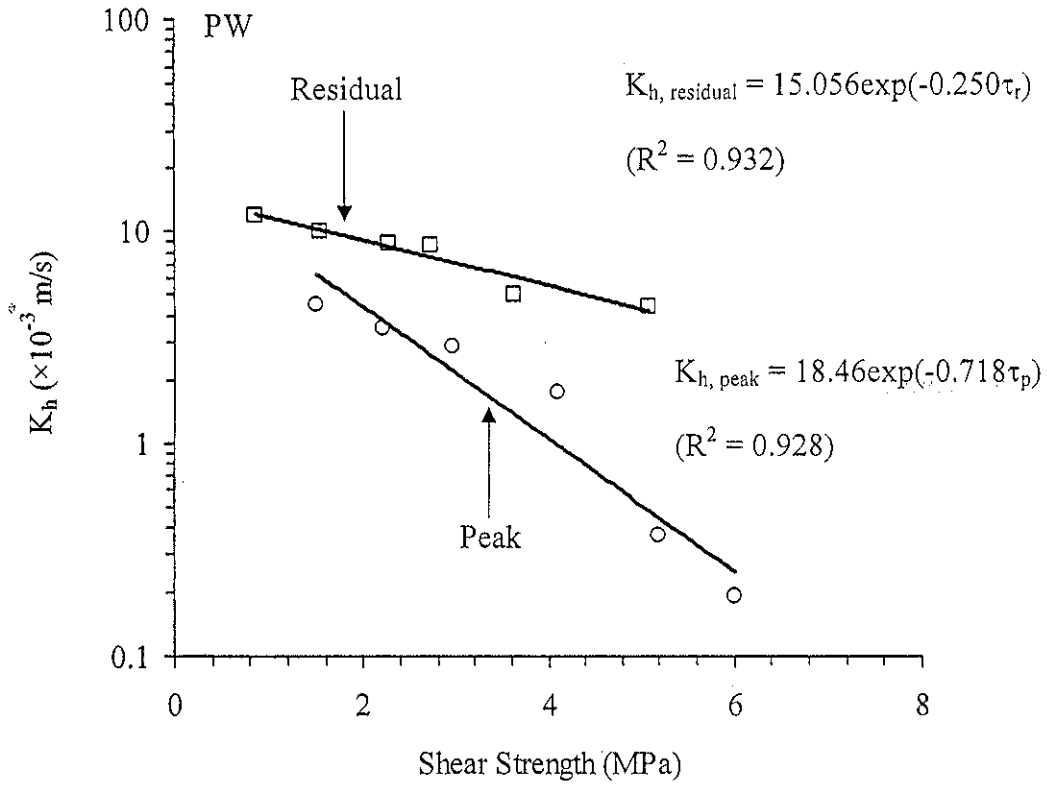 PW
100
10
1
0.1
K_h (×10⁻³ m/s)
Residual
K_h, residual = 15.056exp(-0.250τ_r)
(R² = 0.932)
K_h, peak = 18.46exp(-0.718τ_p)
(R² = 0.928)
Peak
0 2 4 6 8
Shear Strength (MPa)